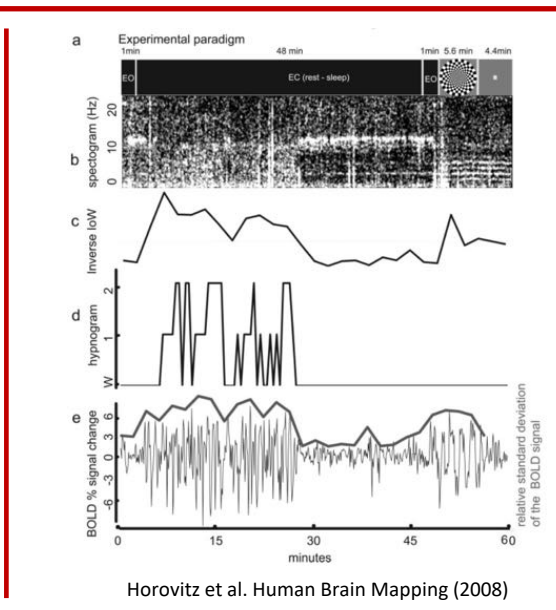 a Experimental paradigm
1min 48 min 1min 5.6 min 4.4min
EO EC (rest - sleep) EO
b spectogram (Hz)
20
10
0
c Inverse IoW
d hypnogram
2
1
W
e BOLD % signal change
6
3
0
-3
-6
relative standard deviation
of the BOLD signal
0 15 30 45 60
minutes
Horovitz et al. Human Brain Mapping (2008)